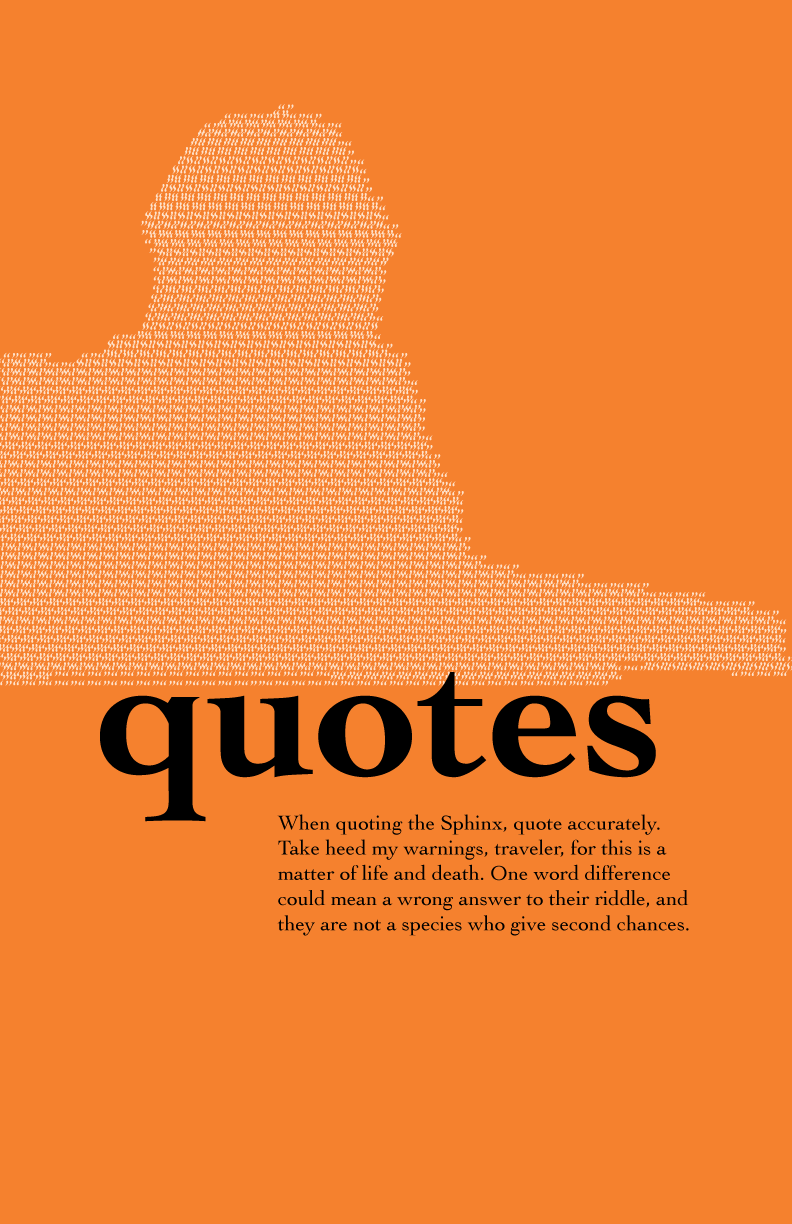 quotes
When quoting the Sphinx, quote accurately.
Take heed my warnings, traveler, for this is a
matter of life and death. One word difference
could mean a wrong answer to their riddle, and
they are not a species who give second chances.